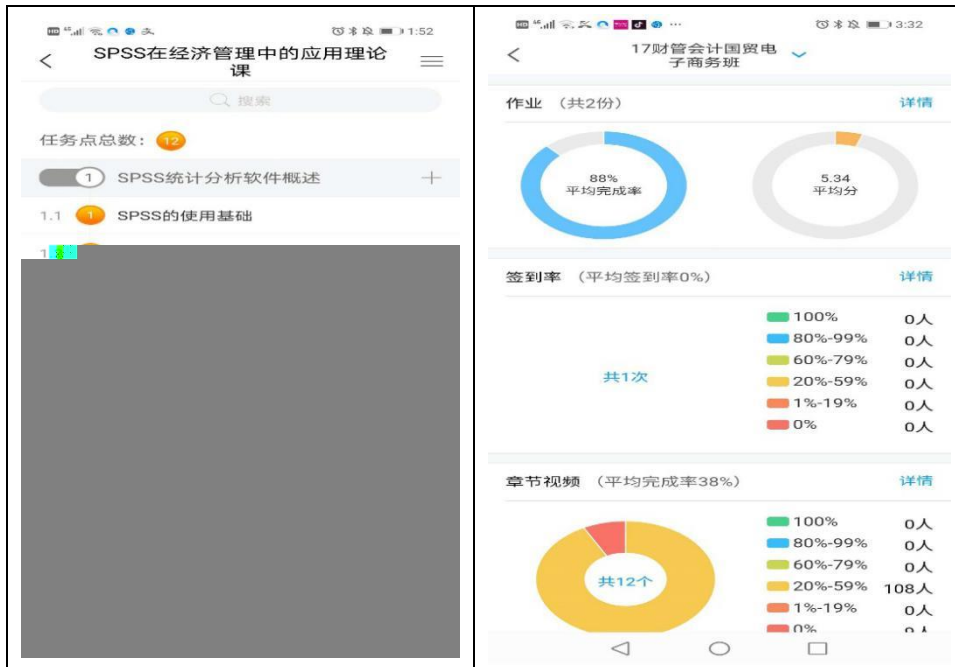 1:52
SPSS在经济管理中的应用理论
课
搜索
任务点总数： 12
1 SPSS统计分析软件概述
1.1 1 SPSS的使用基础
3:32
17财管会计国贸电
子商务班
作业 （共2份） 详情
88%
平均完成率
5.34
平均分
签到率 （平均签到率0%） 详情
共1次
100% 0人
80%-99% 0人
60%-79% 0人
20%-59% 0人
1%-19% 0人
0% 0人
章节视频 （平均完成率38%） 详情
共12个
100% 0人
80%-99% 0人
60%-79% 0人
20%-59% 108人
1%-19% 0人
0%